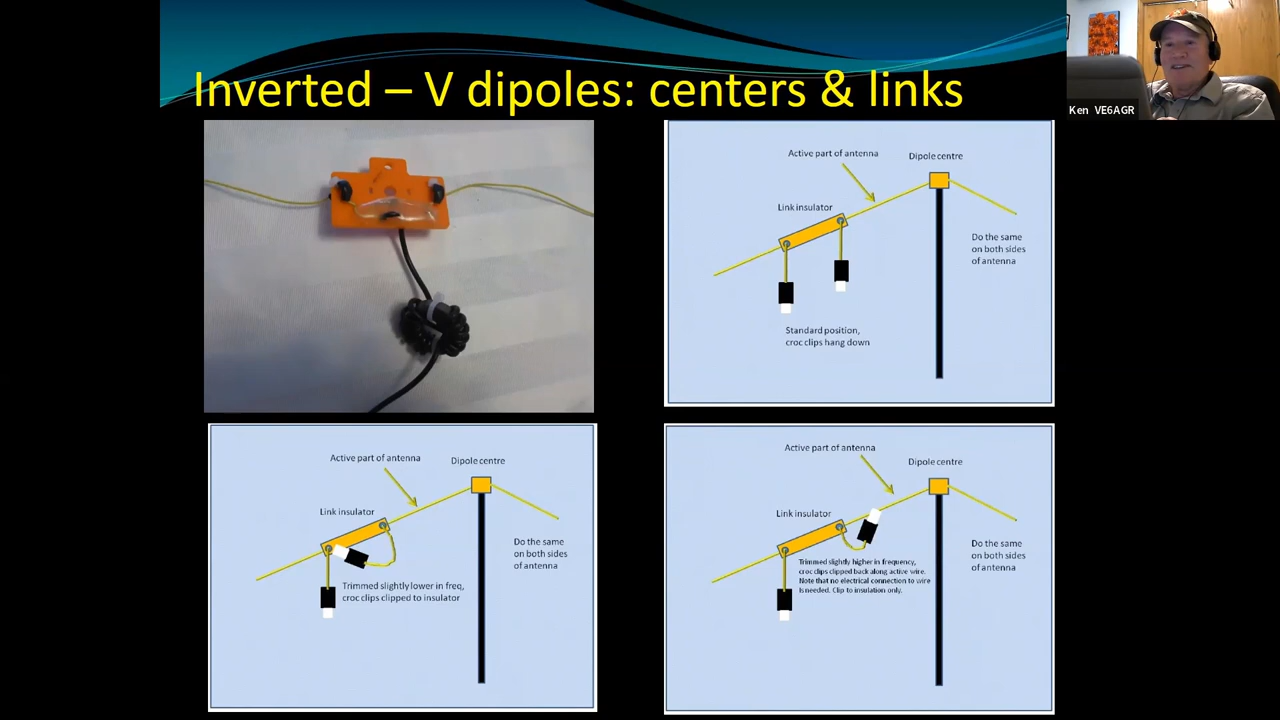 Inverted – V dipoles: centers & links
Ken VE6AGR
Active part of antenna
Dipole centre
Link insulator
Do the same
on both sides
of antenna
Standard position,
croc clips hang down
Active part of antenna
Dipole centre
Link insulator
Do the same
on both sides
of antenna
Trimmed slightly lower in freq,
croc clips clipped to insulator
Active part of antenna
Dipole centre
Link insulator
Do the same
on both sides
of antenna
Trimmed slightly higher in frequency,
croc clips clipped back along active wire.
Note that no electrical connection to wire
Is needed. Clip to insulation only.